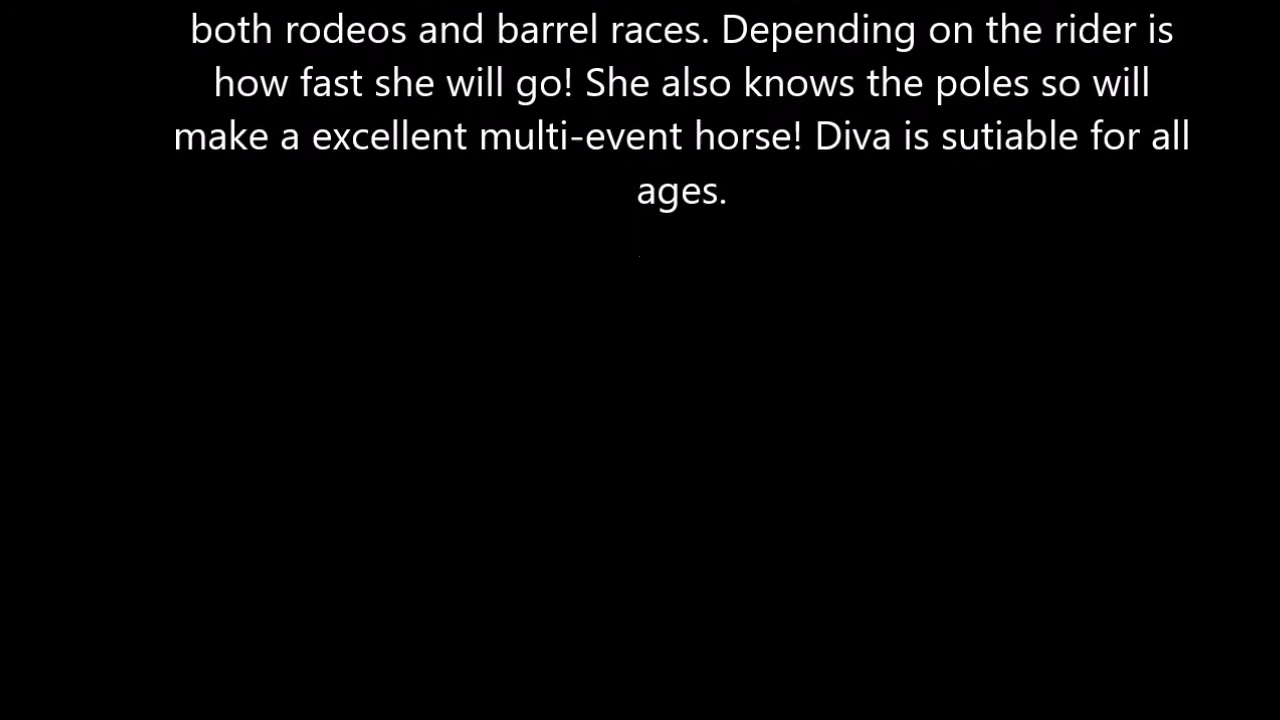 both rodeos and barrel races. Depending on the rider is
how fast she will go! She also knows the poles so will
make a excellent multi-event horse! Diva is sutiable for all
ages.